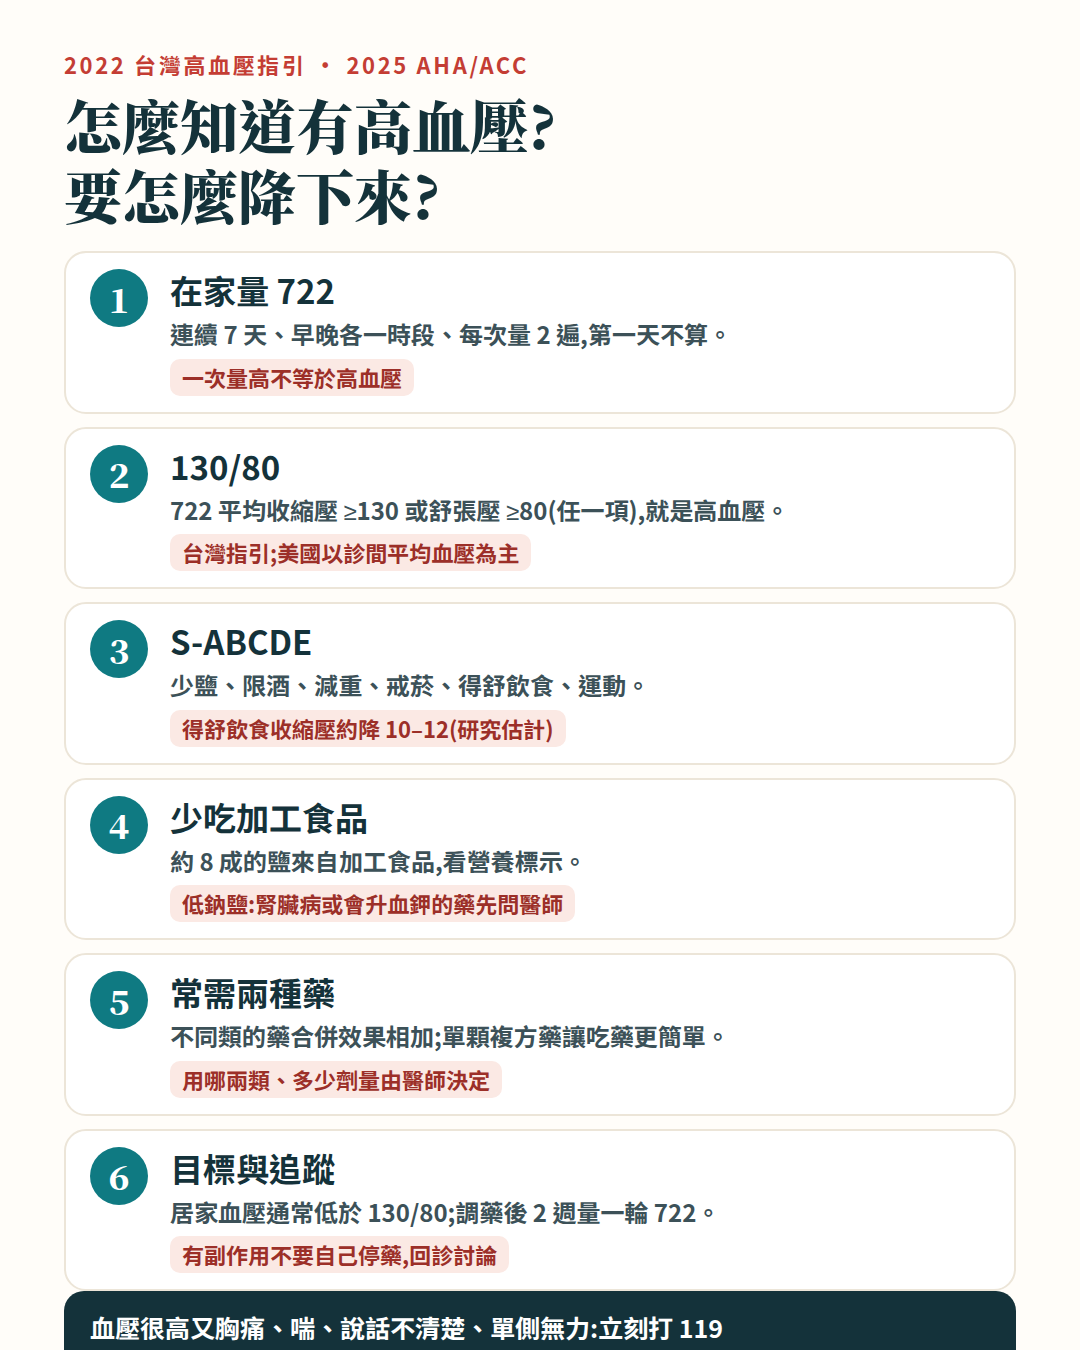 2022 台灣高血壓指引 ・ 2025 AHA/ACC
怎麼知道有高血壓?
要怎麼降下來?
1
在家量 722
連續 7 天、早晚各一時段、每次量 2 遍,第一天不算。
一次量高不等於高血壓
2
130/80
722 平均收縮壓 ≥130 或舒張壓 ≥80(任一項),就是高血壓。
台灣指引;美國以診間平均血壓為主
3
S-ABCDE
少鹽、限酒、減重、戒菸、得舒飲食、運動。
得舒飲食收縮壓約降 10–12(研究估計)
4
少吃加工食品
約 8 成的鹽來自加工食品,看營養標示。
低鈉鹽:腎臟病或會升血鉀的藥先問醫師
5
常需兩種藥
不同類的藥合併效果相加;單顆複方藥讓吃藥更簡單。
用哪兩類、多少劑量由醫師決定
6
目標與追蹤
居家血壓通常低於 130/80;調藥後 2 週量一輪 722。
有副作用不要自己停藥,回診討論
血壓很高又胸痛、喘、說話不清楚、單側無力:立刻打 119